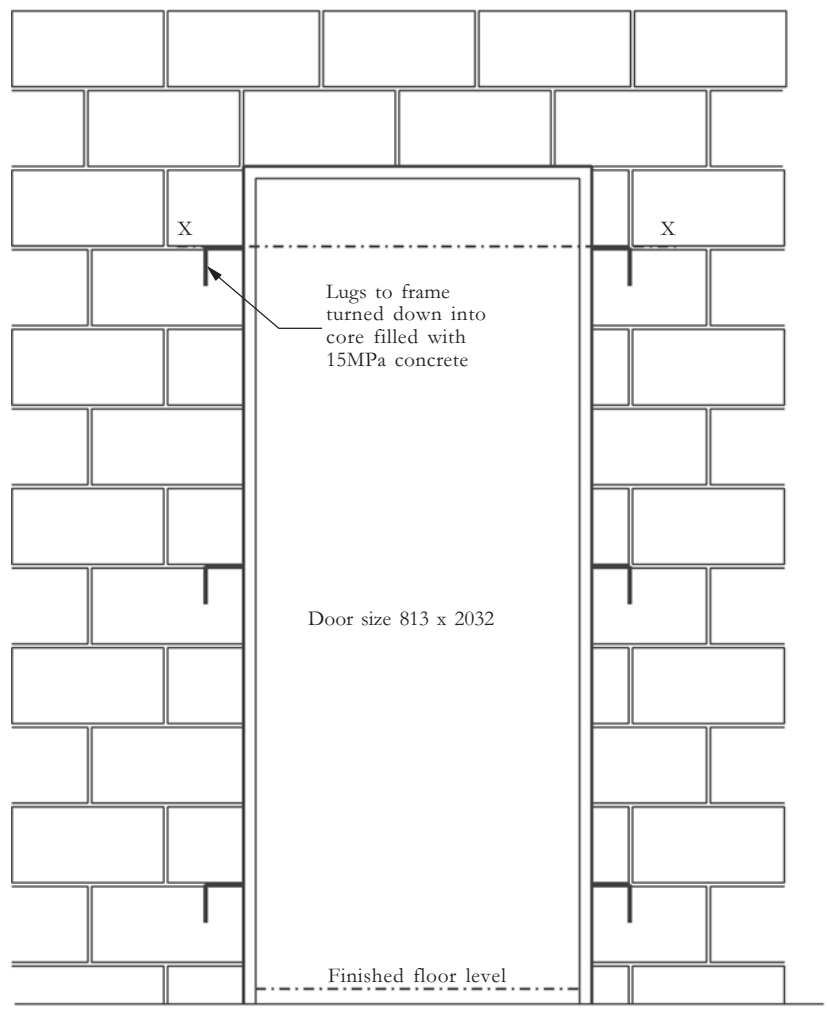 X
X
Lugs to frame
turned down into
core filled with
15MPa concrete
Door size 813 x 2032
Finished floor level